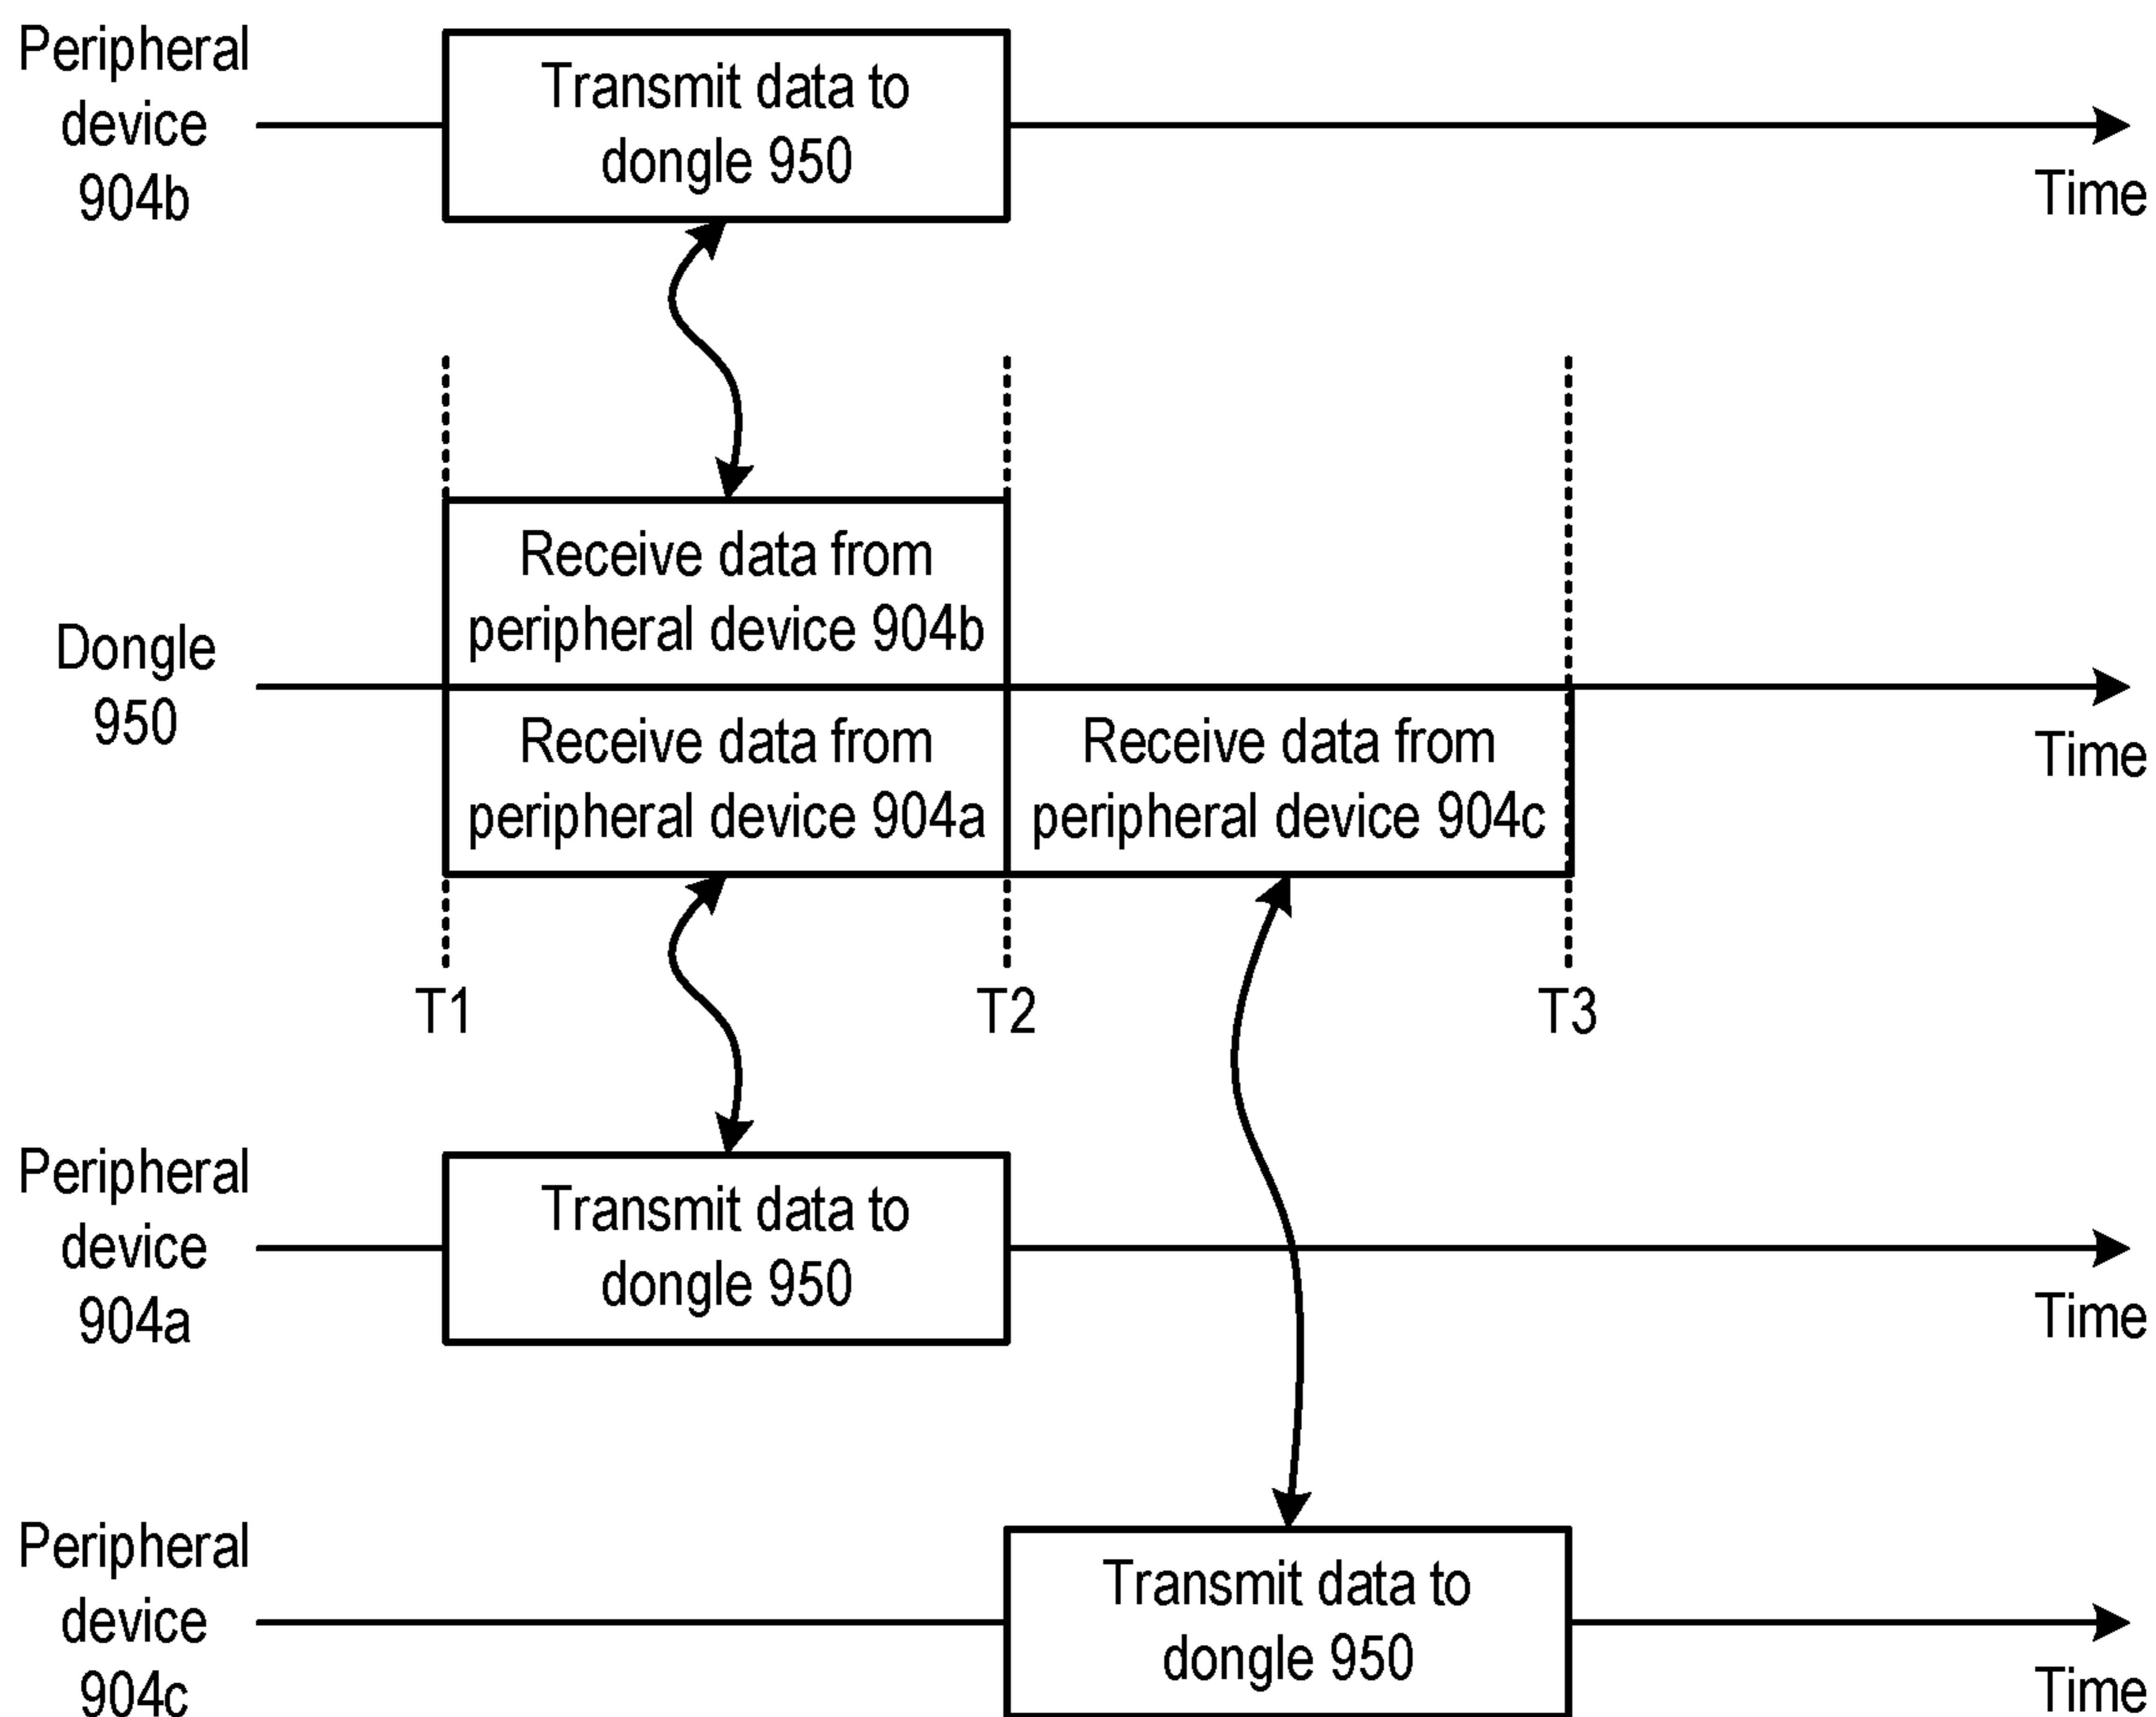 Peripheral
device
904b
Transmit data to
dongle 950
Time
Dongle
950
Receive data from
peripheral device 904b
Receive data from
peripheral device 904a
Receive data from
peripheral device 904c
Time
T1
T2
T3
Peripheral
device
904a
Transmit data to
dongle 950
Time
Peripheral
device
904c
Transmit data to
dongle 950
Time